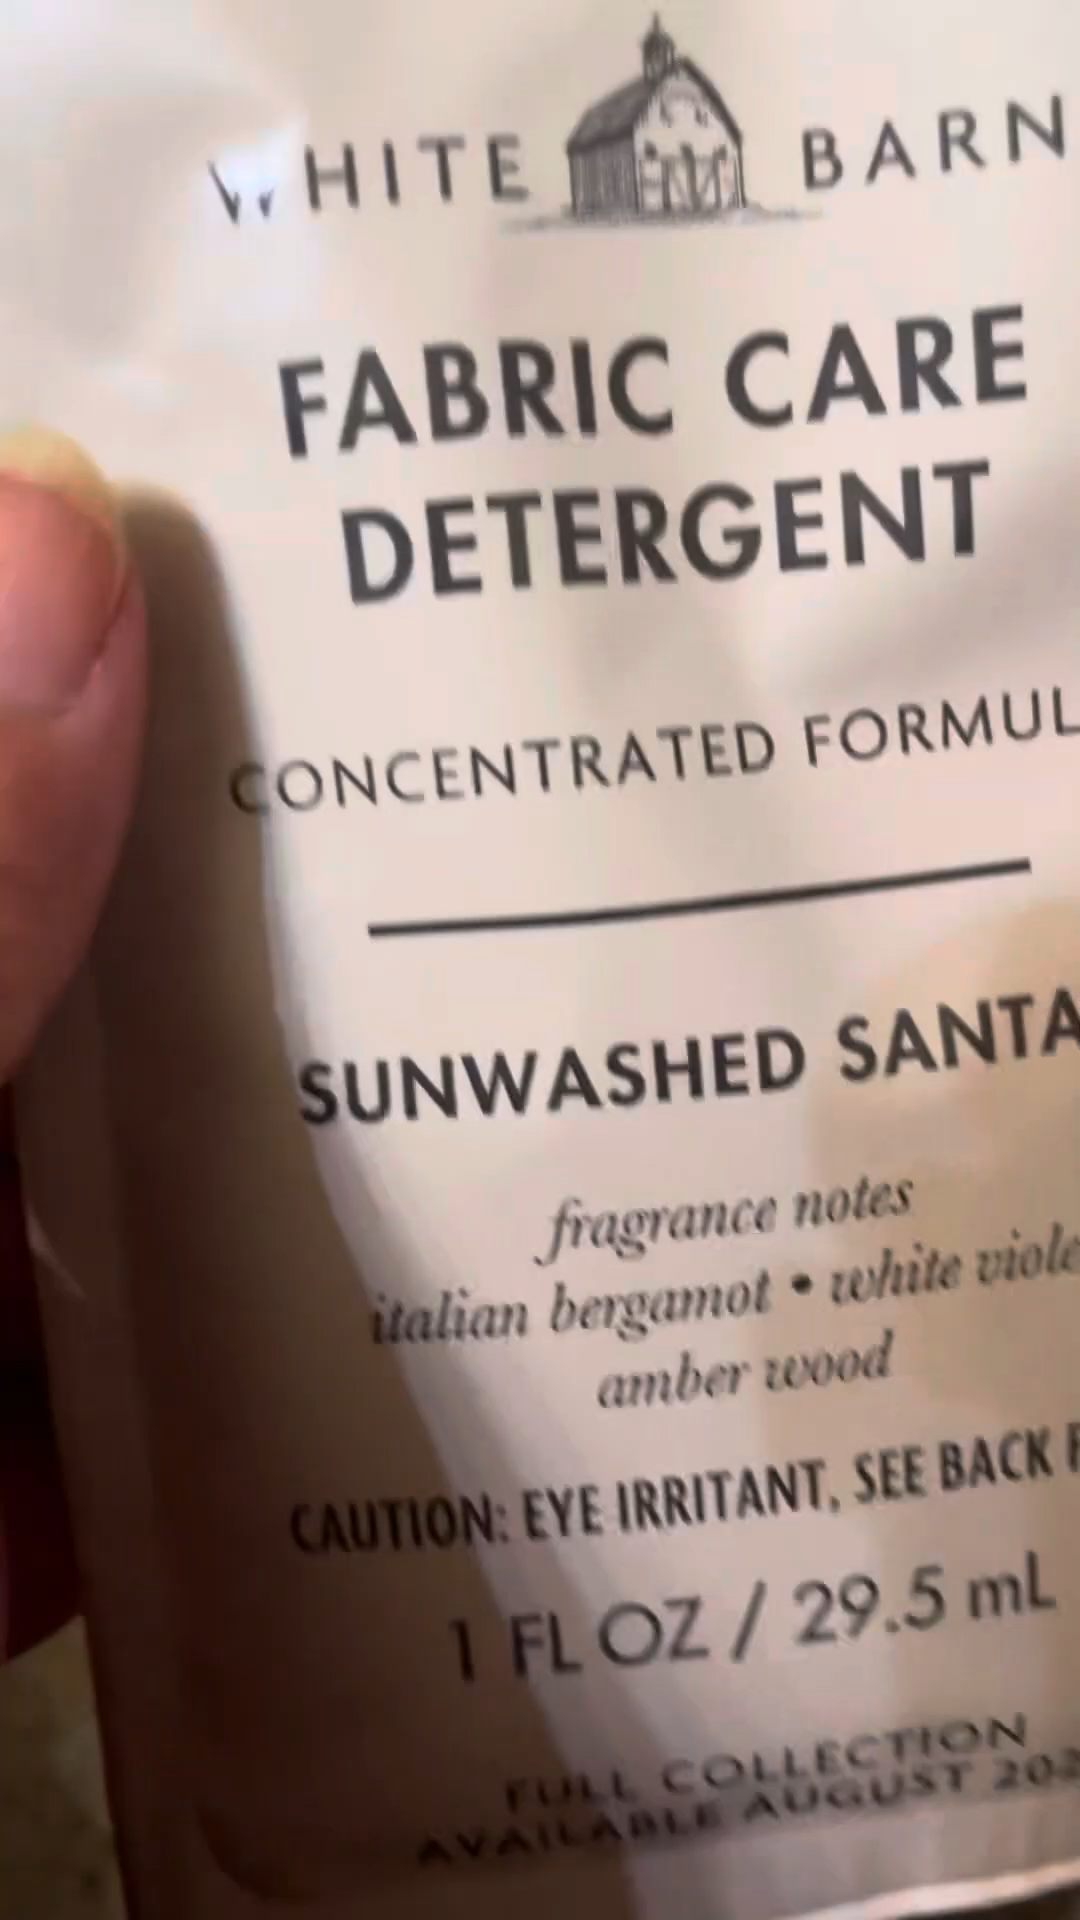 WHITE BARN
FABRIC CARE
DETERGENT
CONCENTRATED FORMUL
SUNWASHED SANTA
fragrance notes
italian bergamot • white viole
amber wood
CAUTION: EYE IRRITANT, SEE BACK F
1 FL OZ / 29.5 mL
FULL COLLECTION
AVAILABLE AUGUST 202